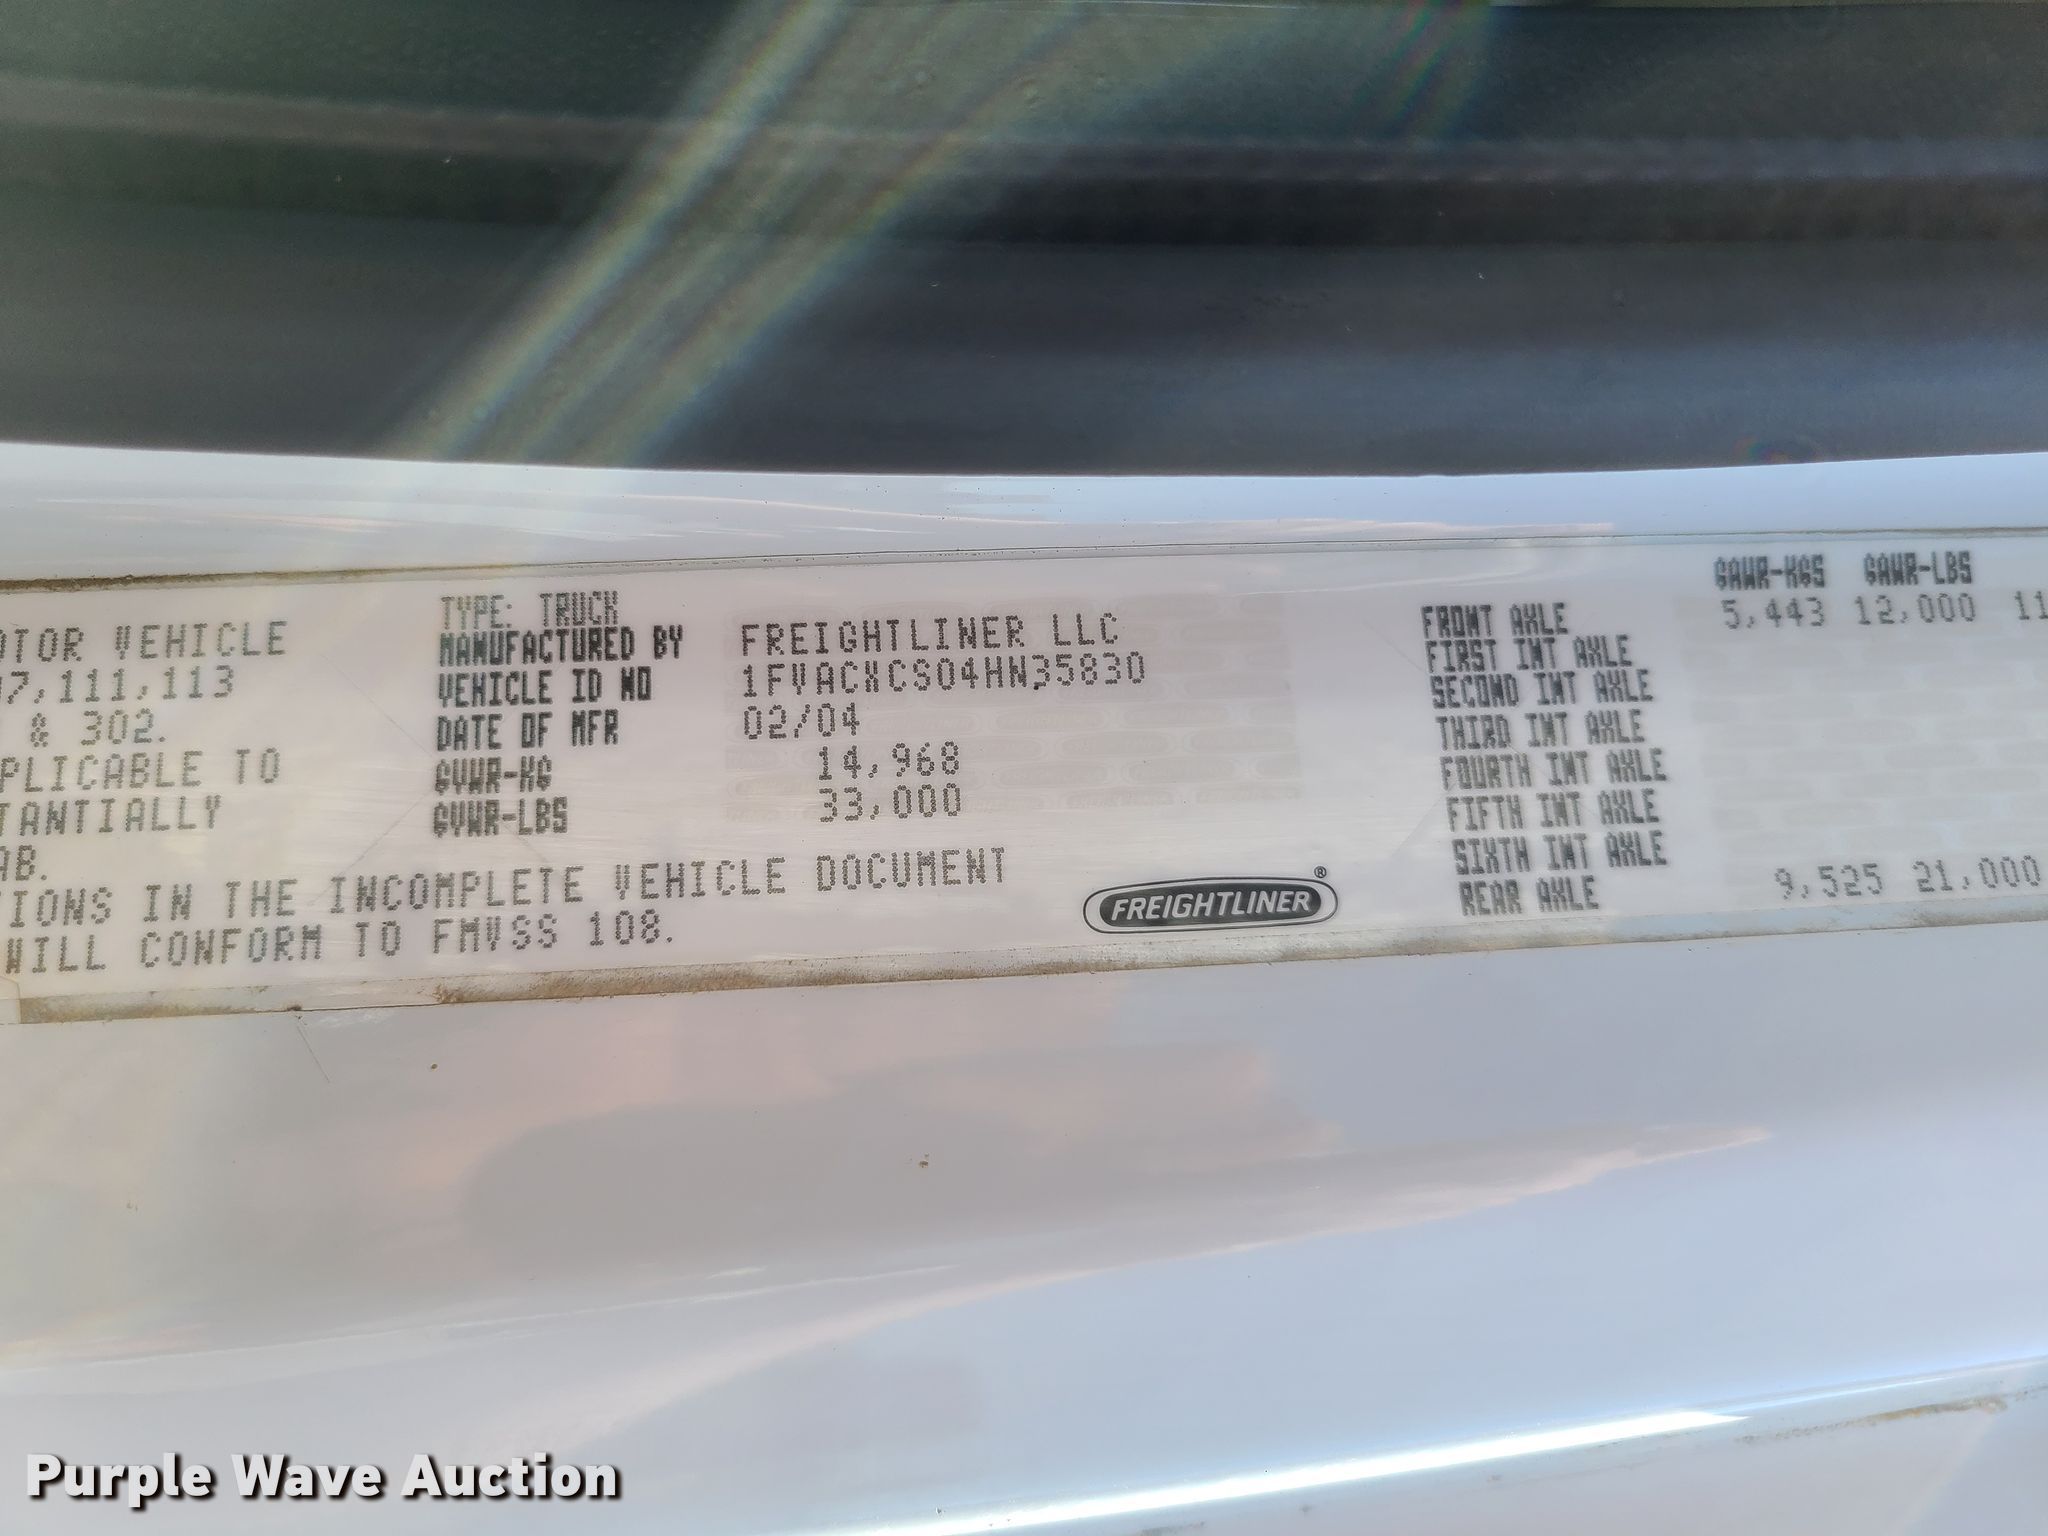 TYPE: TRUCK
OTOR VEHICLE
7,111,113
& 302.
PLICABLE TO
TANTIALLY
AB.
TIONS IN THE INCOMPLETE VEHICLE DOCUMENT
WILL CONFORM TO FMVSS 108.
MANUFACTURED BY FREIGHTLINER LLC
VEHICLE ID NO 1FVACXCS04HN35830
DATE OF MFR 02/04
GVWR-KG 14,968
GVWR-LBS 33,000
FREIGHTLINER®
GAWR-KGS GAWR-LBS
FRONT AXLE 5,443 12,000 11
FIRST INT AXLE
SECOND INT AXLE
THIRD INT AXLE
FOURTH INT AXLE
FIFTH INT AXLE
SIXTH INT AXLE
REAR AXLE 9,525 21,000
Purple Wave Auction